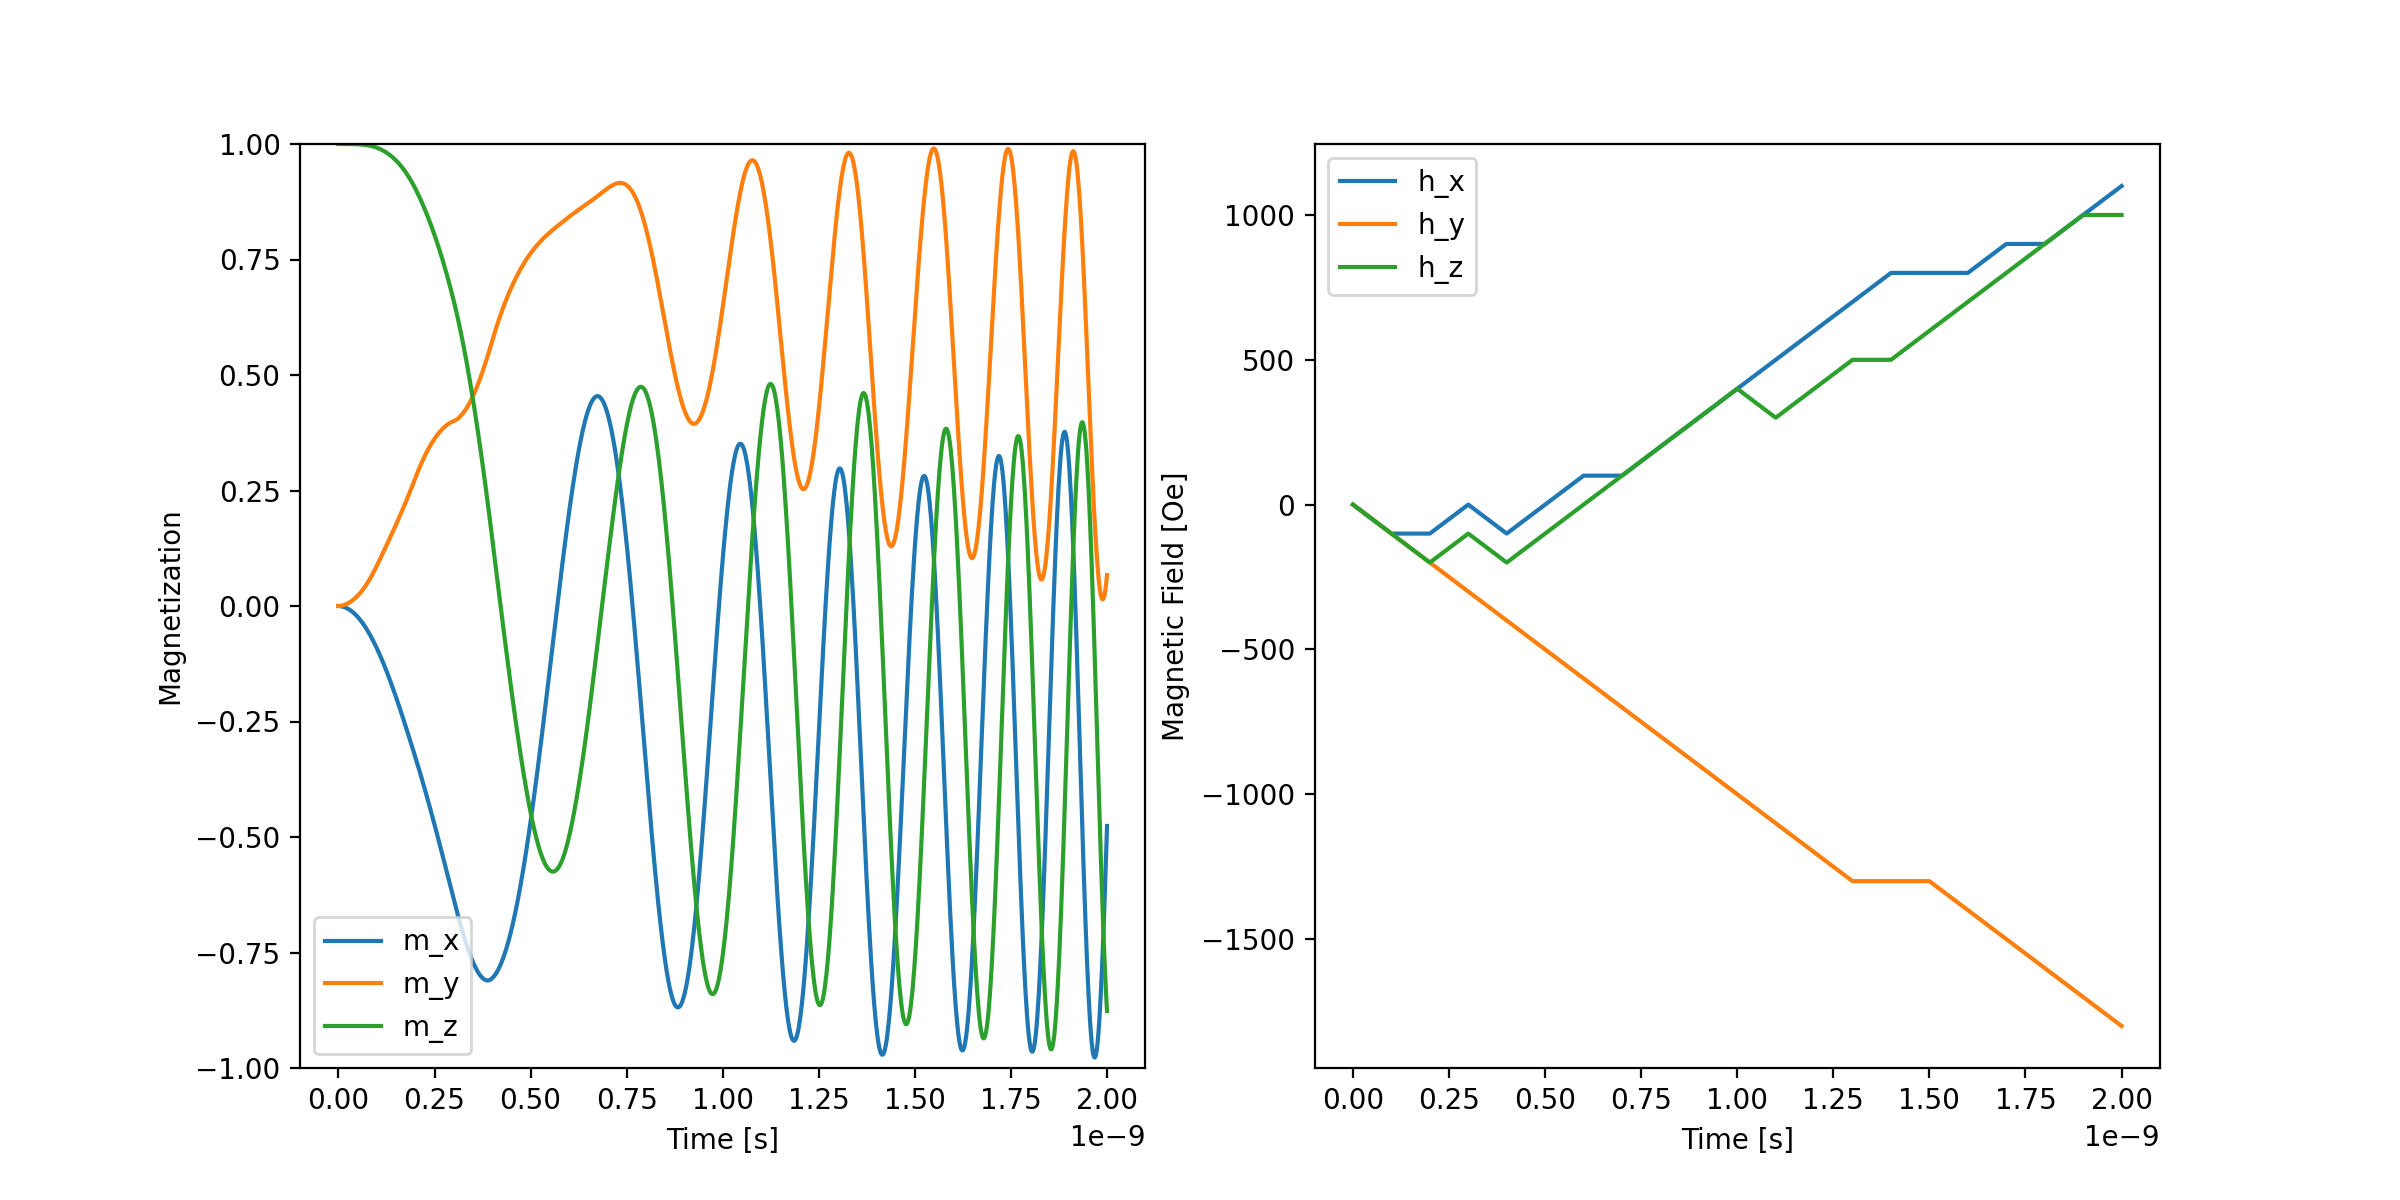 Magnetization
1.00
0.75
0.50
0.25
0.00
−0.25
−0.50
−0.75
−1.00
m_x
m_y
m_z
0.00 0.25 0.50 0.75 1.00 1.25 1.50 1.75 2.00
Time [s]
1e−9
Magnetic Field [Oe]
1000
500
0
−500
−1000
−1500
h_x
h_y
h_z
0.00 0.25 0.50 0.75 1.00 1.25 1.50 1.75 2.00
Time [s]
1e−9